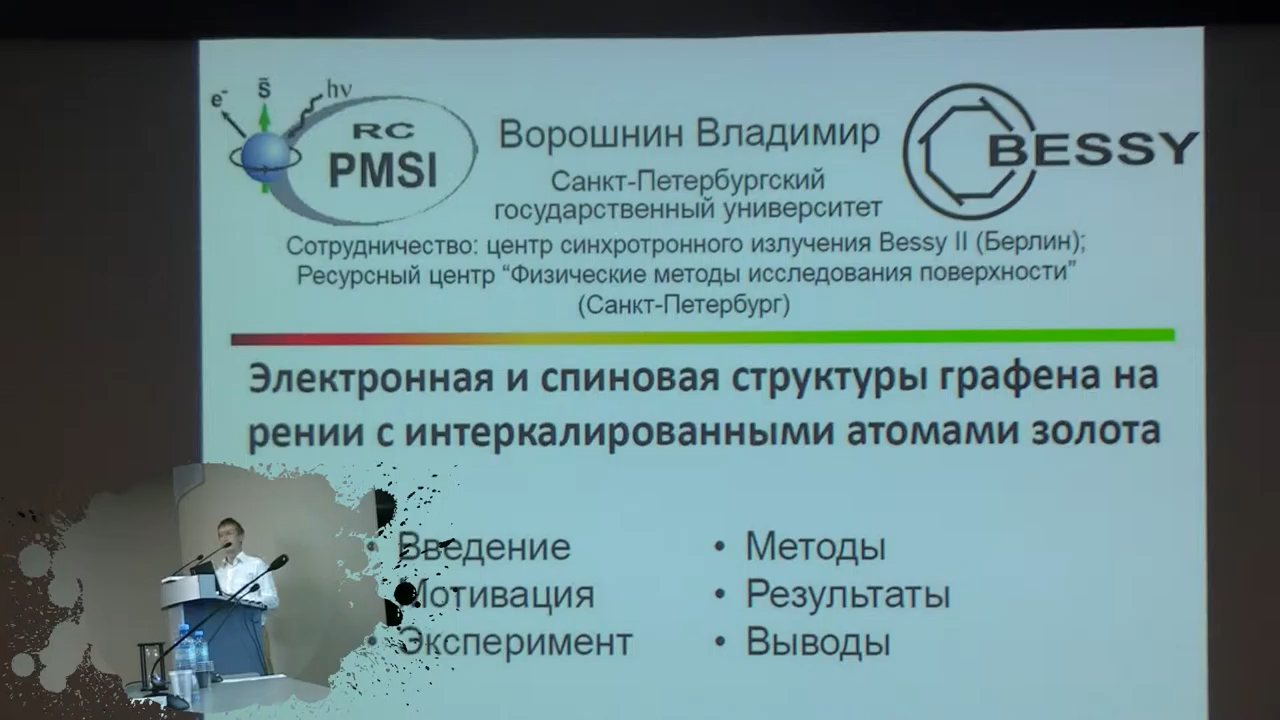 e⁻
S̄
hν
RC
PMSI
Ворошнин Владимир
BESSY
Санкт-Петербургский
государственный университет
Сотрудничество: центр синхротронного излучения Bessy II (Берлин);
Ресурсный центр “Физические методы исследования поверхности”
(Санкт-Петербург)
Электронная и спиновая структуры графена на
рении с интеркалированными атомами золота
• Введение
• Мотивация
• Эксперимент
• Методы
• Результаты
• Выводы